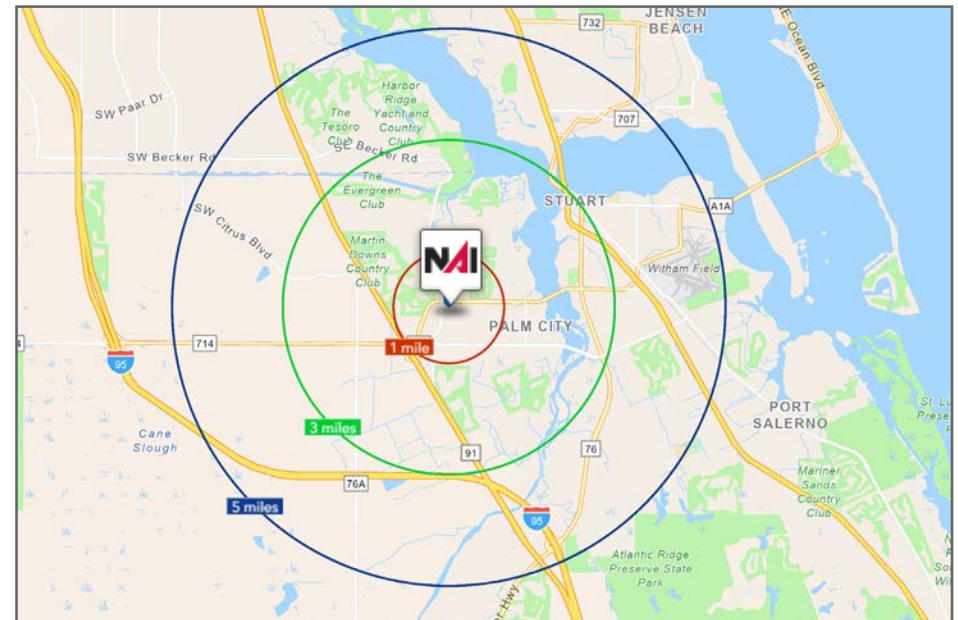 JENSEN
BEACH
732
E Ocean Blvd
SW Paar Dr
Harbor
Ridge
Yacht and
Country
Club
The
Tesoro
Club
707
SW Becker Rd
SE Becker Rd
The
Evergreen
Club
STUART
A1A
SW Citrus Blvd
Martin
Downs
Country
Club
NAI
Witham Field
PALM CITY
714
1 mile
95
PORT
SALERNO
3 miles
Cane
Slough
91
76
76A
Mariner
Sands
Country
Club
5 miles
95
Atlantic Ridge
Preserve State
Park